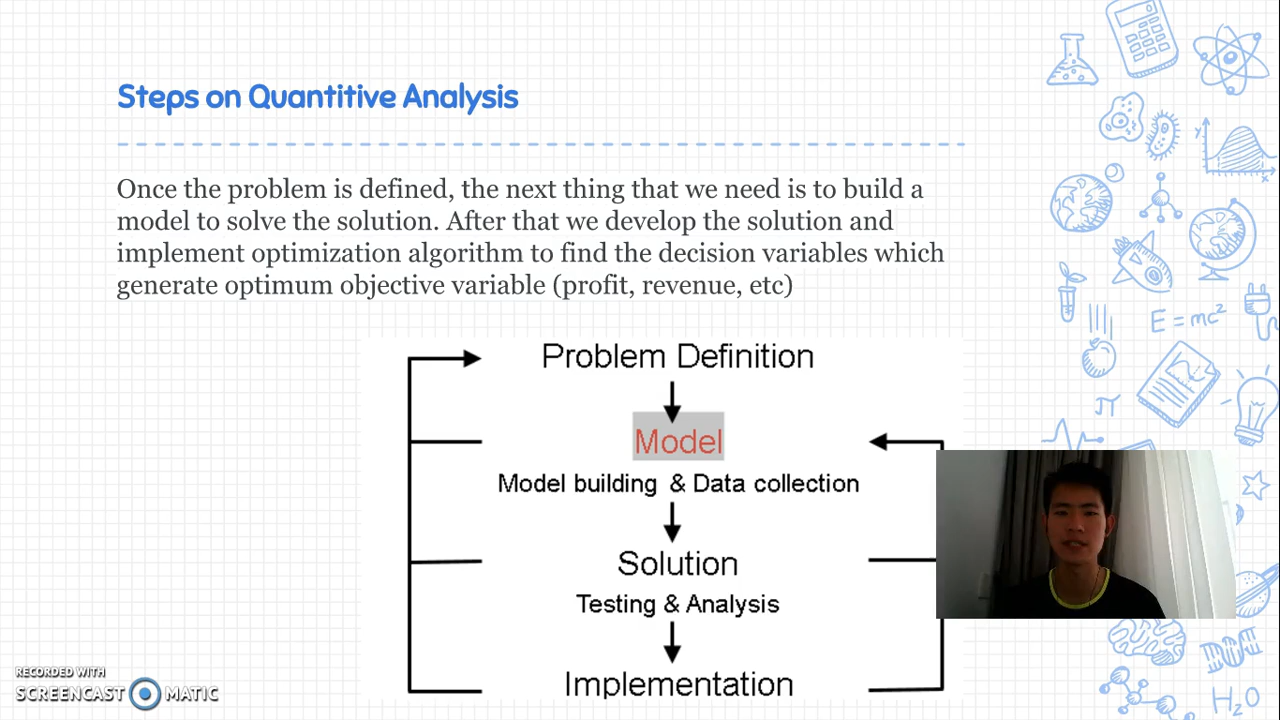 Steps on Quantitive Analysis
Once the problem is defined, the next thing that we need is to build a
model to solve the solution. After that we develop the solution and
implement optimization algorithm to find the decision variables which
generate optimum objective variable (profit, revenue, etc)
Problem Definition
Model
Model building & Data collection
Solution
Testing & Analysis
Implementation
y
x
E = mc²
π
H₂O
RECORDED WITH
SCREENCAST MATIC